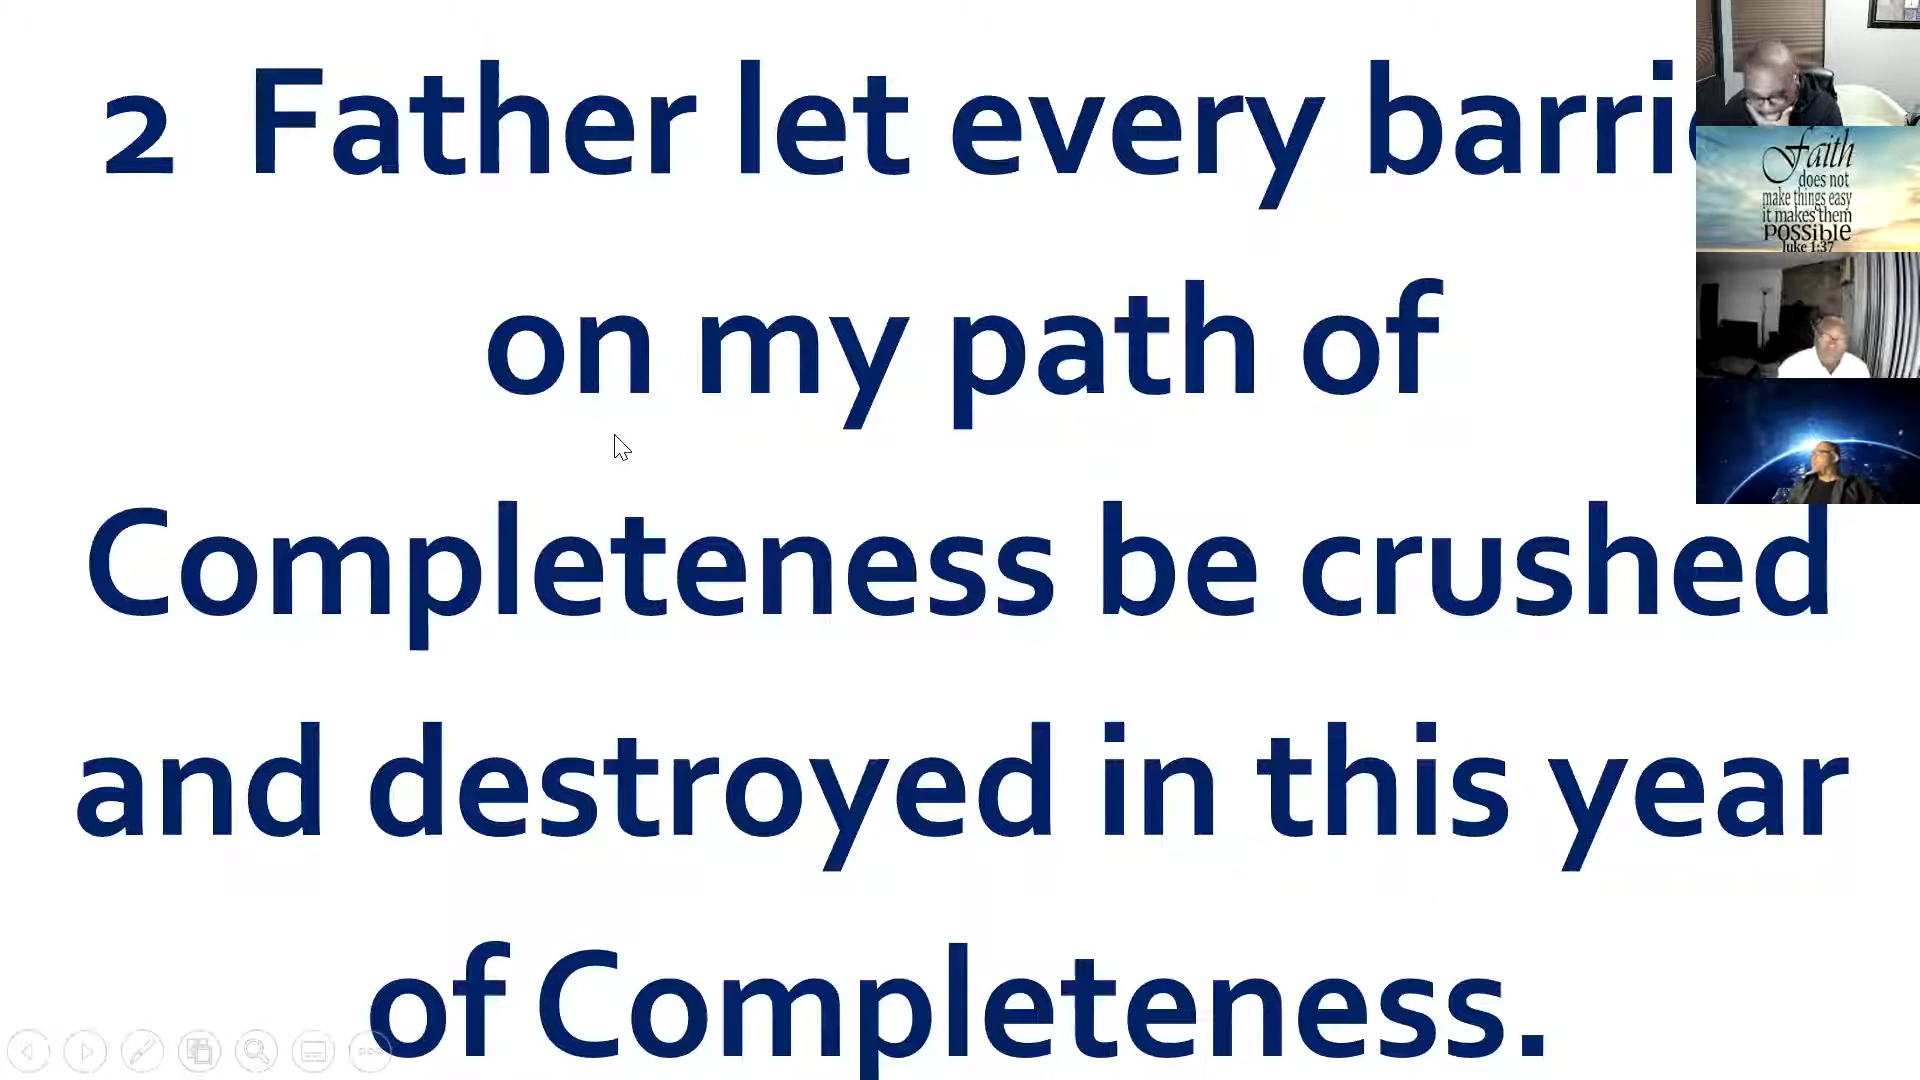 2 Father let every barrie
on my path of
Completeness be crushed
and destroyed in this year
of Completeness.
Faith
does not
make things easy
it makes them
possible
luke 1:37